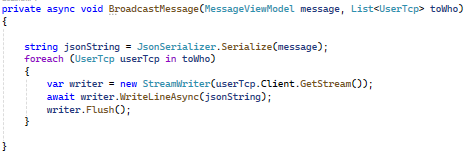 private async void BroadcastMessage(MessageViewModel message, List<UserTcp> toWho)
{
string jsonString = JsonSerializer.Serialize(message);
foreach (UserTcp userTcp in toWho)
{
var writer = new StreamWriter(userTcp.Client.GetStream());
await writer.WriteLineAsync(jsonString);
writer.Flush();
}
}